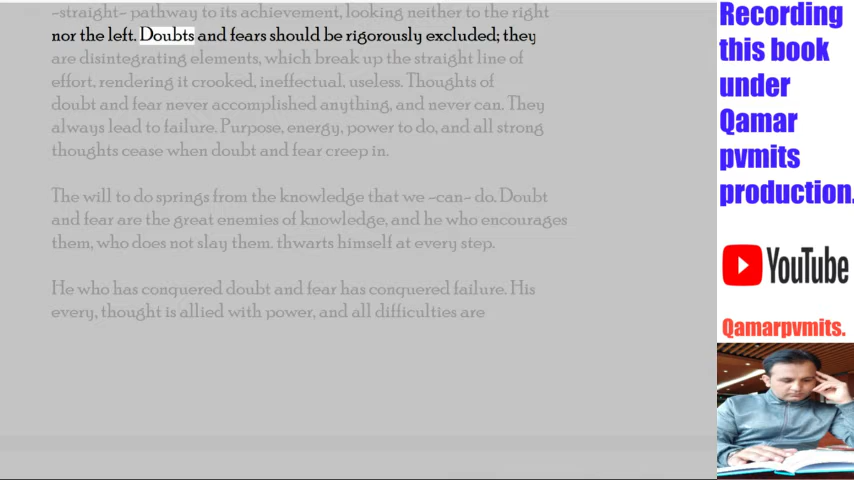 -straight- pathway to its achievement, looking neither to the right
nor the left. Doubts and fears should be rigorously excluded; they
are disintegrating elements, which break up the straight line of
effort, rendering it crooked, ineffectual, useless. Thoughts of
doubt and fear never accomplished anything, and never can. They
always lead to failure. Purpose, energy, power to do, and all strong
thoughts cease when doubt and fear creep in.
The will to do springs from the knowledge that we -can- do. Doubt
and fear are the great enemies of knowledge, and he who encourages
them, who does not slay them. thwarts himself at every step.
He who has conquered doubt and fear has conquered failure. His
every, thought is allied with power, and all difficulties are
Recording
this book
under
Qamar
pvmits
production.
YouTube
Qamarpvmits.